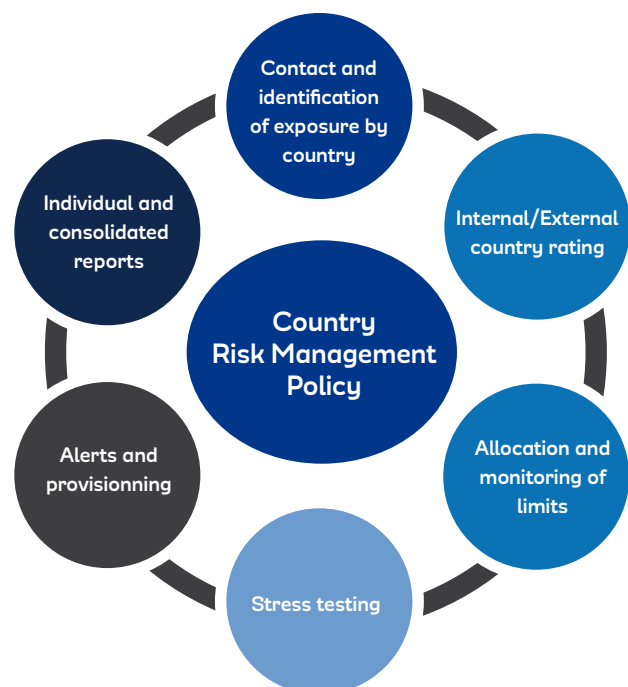 Contact and
identification
of exposure by
country
Internal/External
country rating
Allocation and
monitoring of
limits
Stress testing
Alerts and
provisionning
Individual and
consolidated
reports
Country
Risk Management
Policy